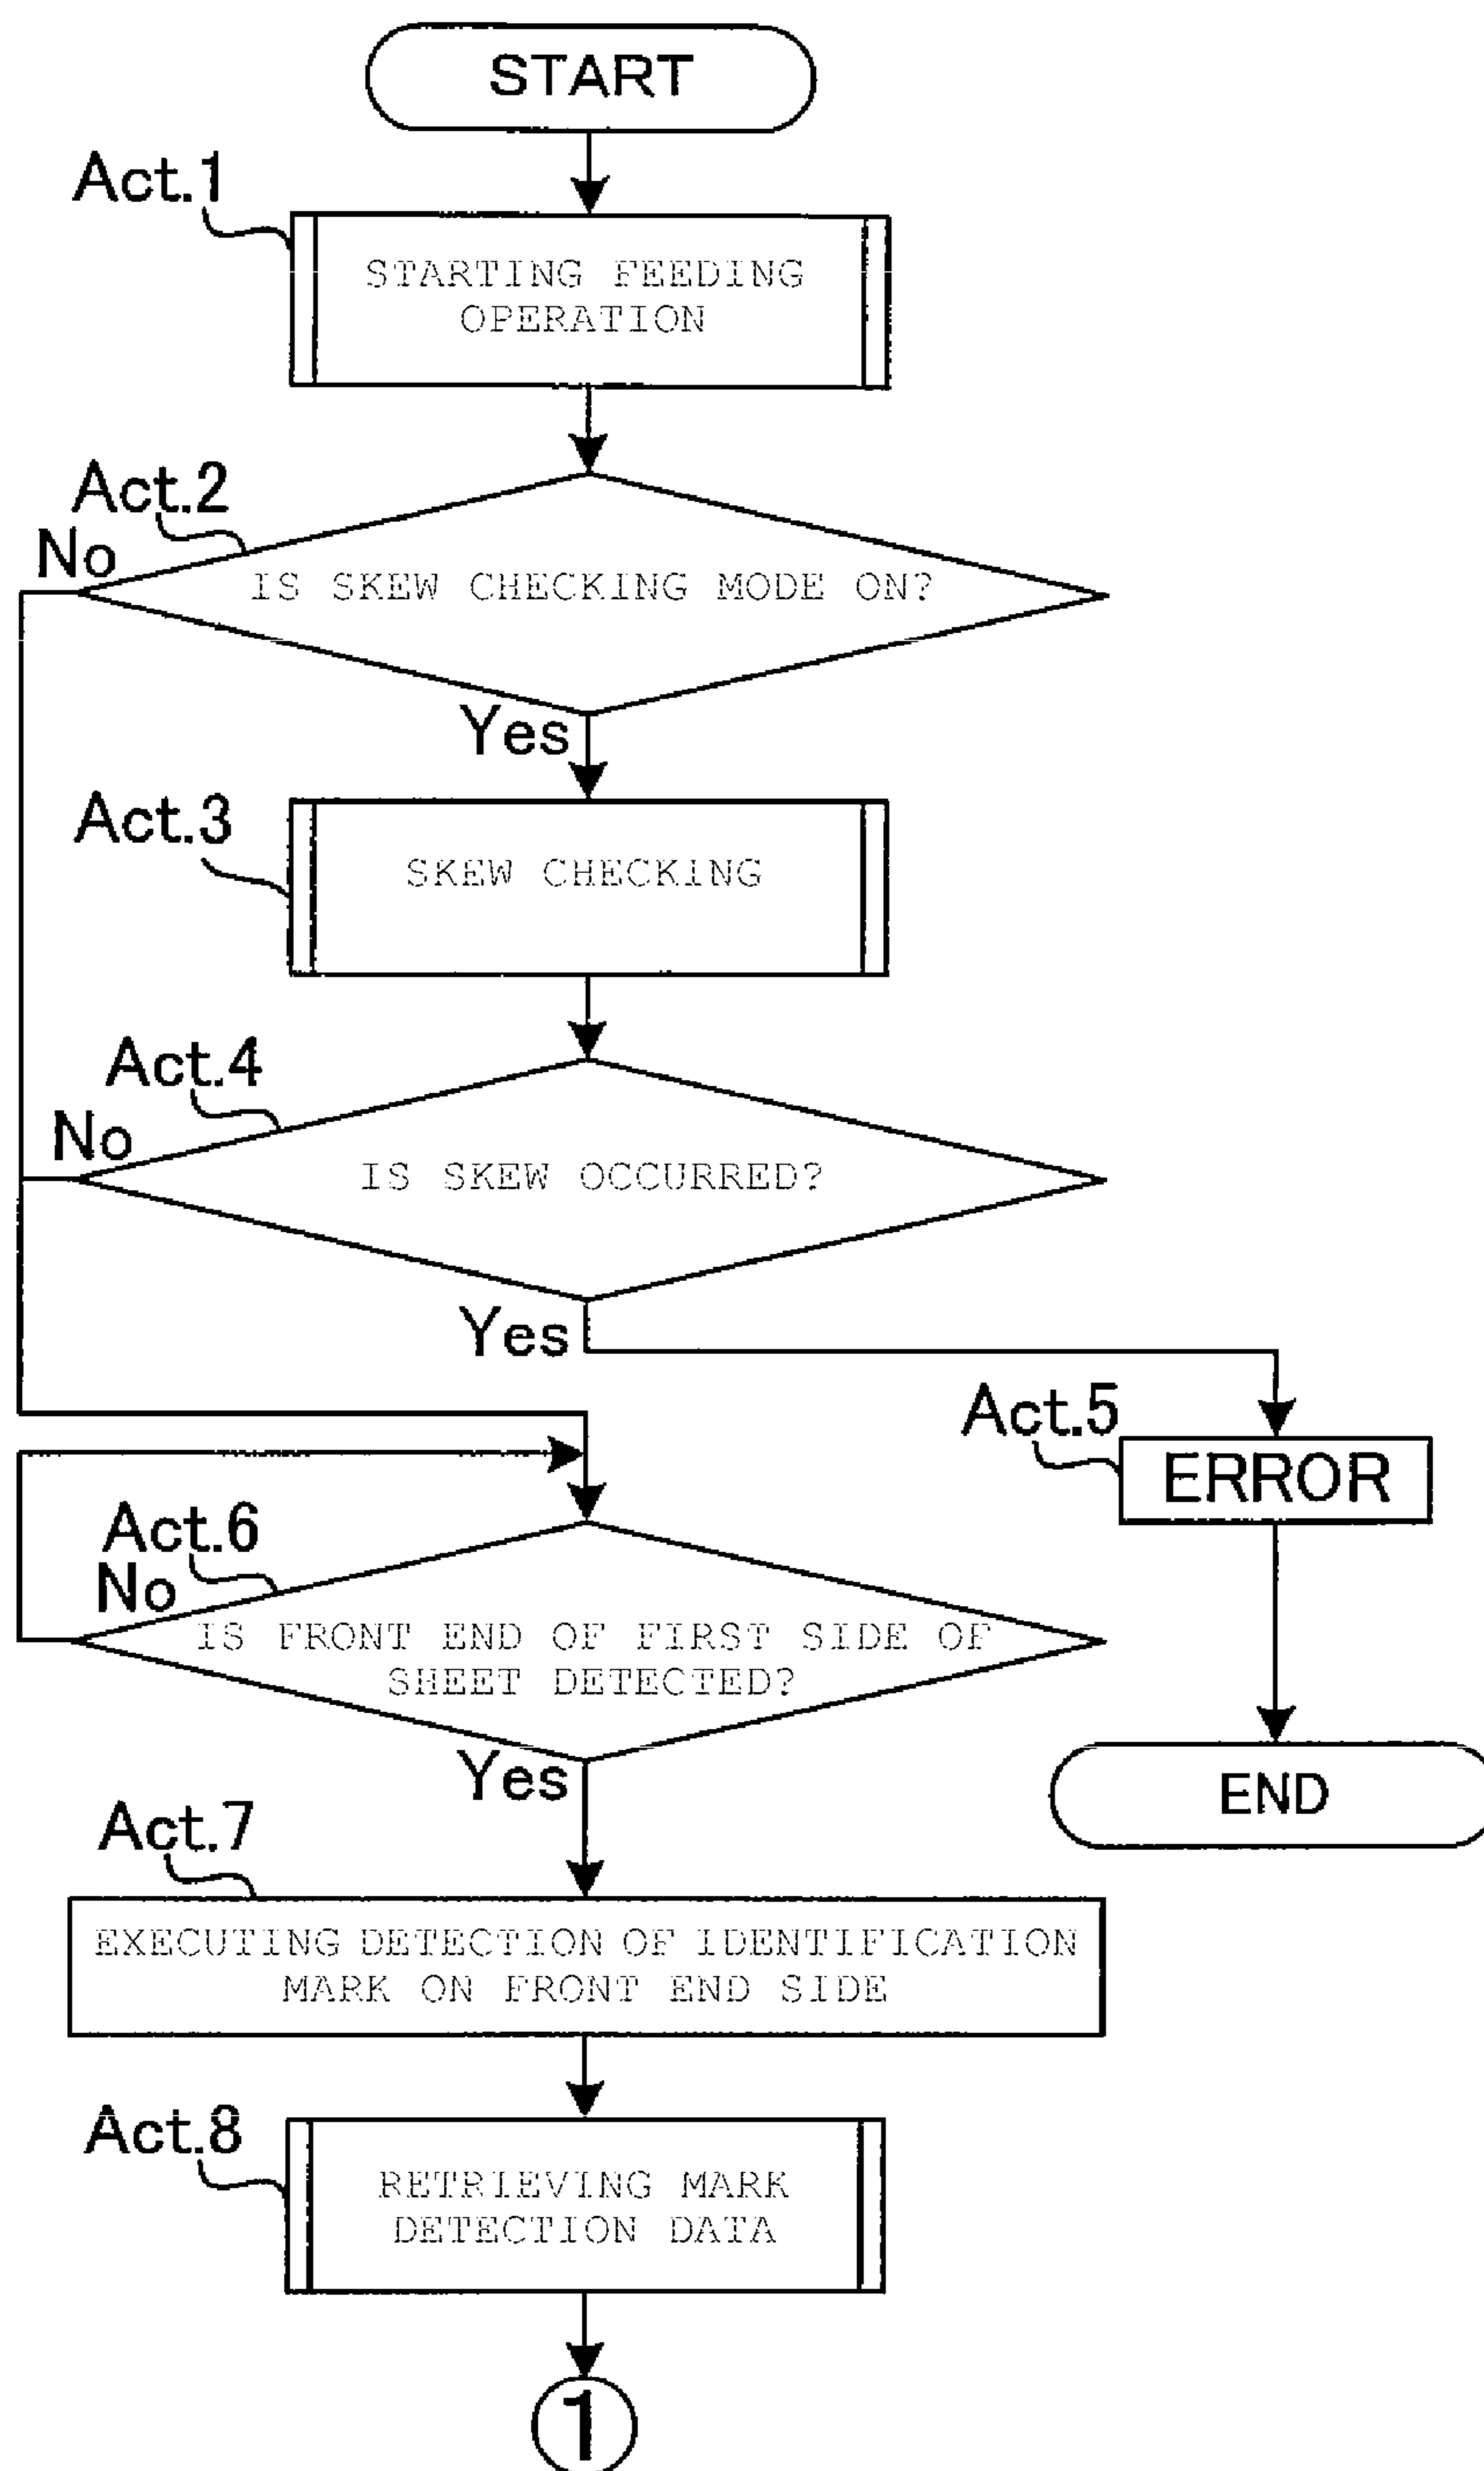 START
Act.1
STARTING FEEDING
OPERATION
Act.2
No
IS SKEW CHECKING MODE ON?
Yes
Act.3
SKEW CHECKING
Act.4
No
IS SKEW OCCURRED?
Yes
Act.5
ERROR
Act.6
No
IS FRONT END OF FIRST SIDE OF
SHEET DETECTED?
Yes
END
Act.7
EXECUTING DETECTION OF IDENTIFICATION
MARK ON FRONT END SIDE
Act.8
RETRIEVING MARK
DETECTION DATA
1